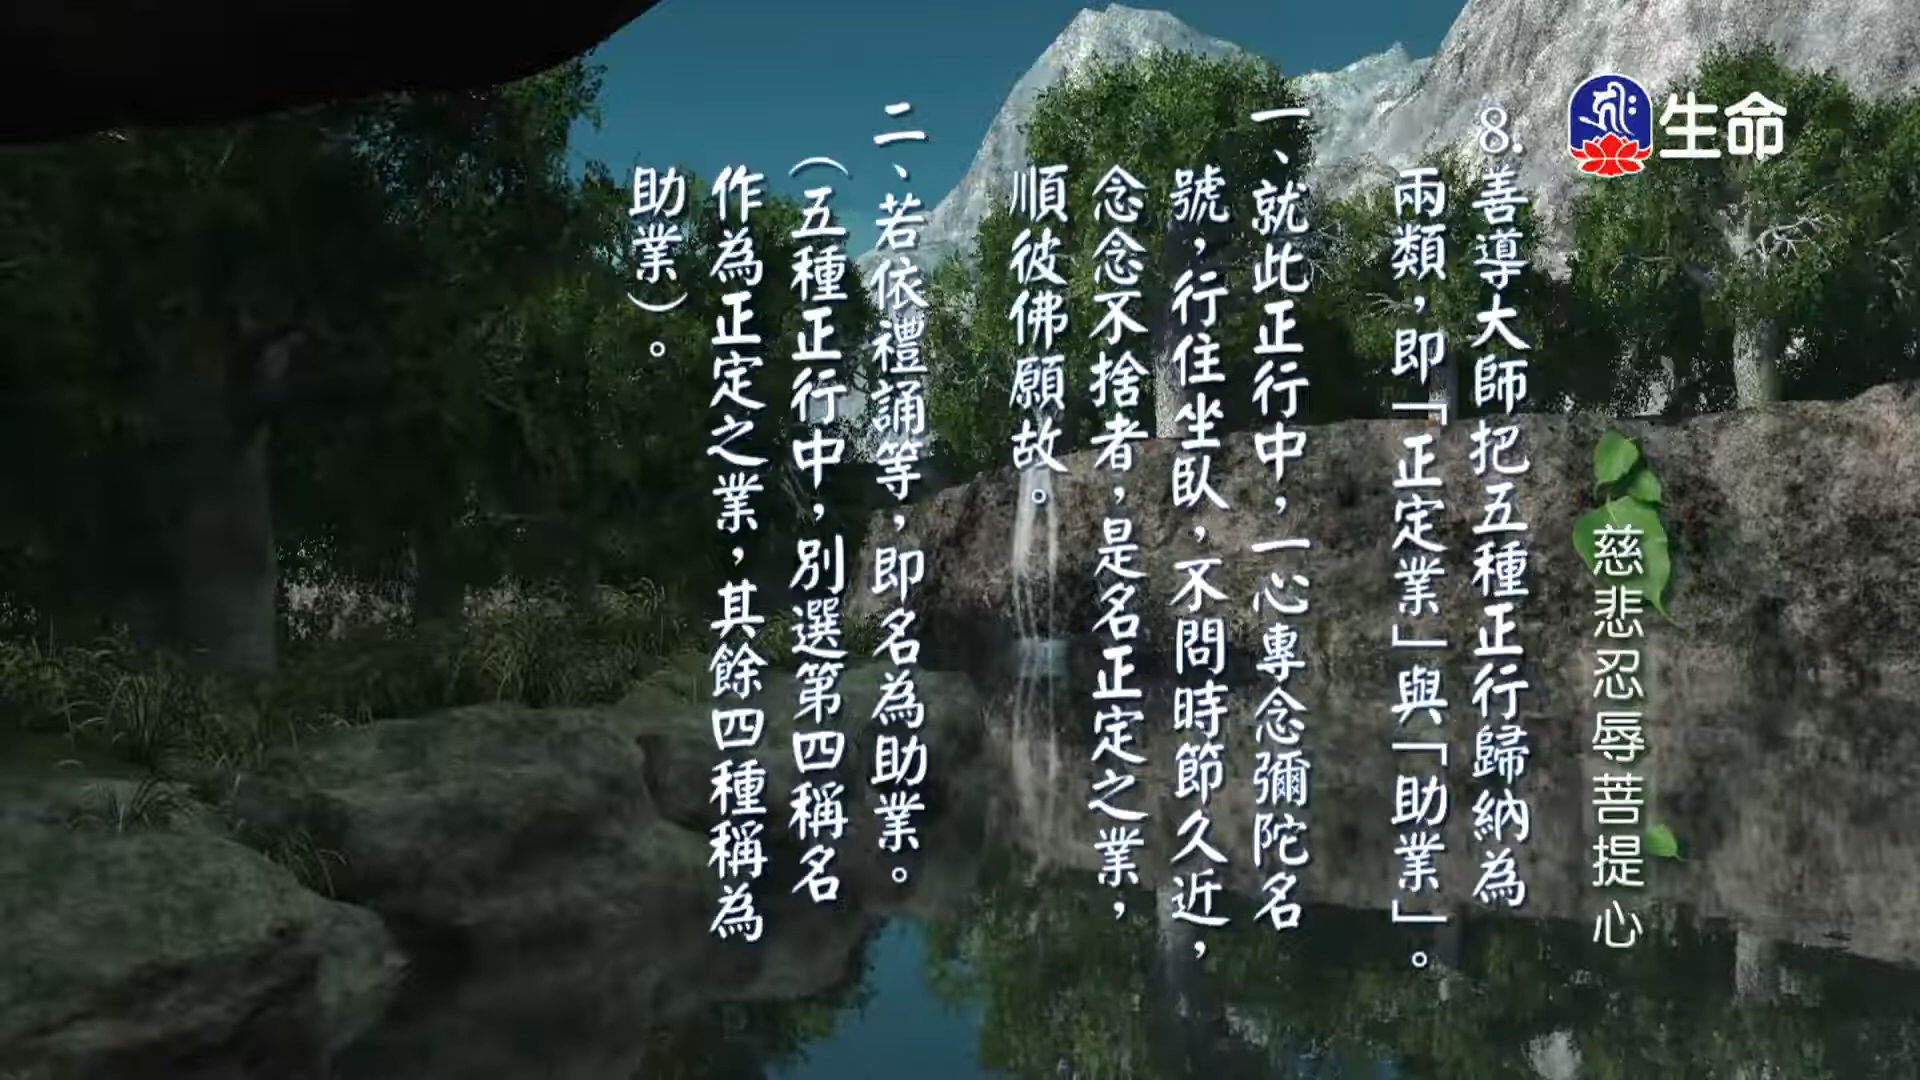 生命
慈悲忍辱菩提心
8.善導大師把五種正行歸納為
兩類，即「正定業」與「助業」。
一、就此正行中，一心專念彌陀名
號，行住坐臥，不問時節久近，
念念不捨者，是名正定之業，
順彼佛願故。
二、若依禮誦等，即名為助業。
（五種正行中，別選第四稱名
作為正定之業，其餘四種稱為
助業）。